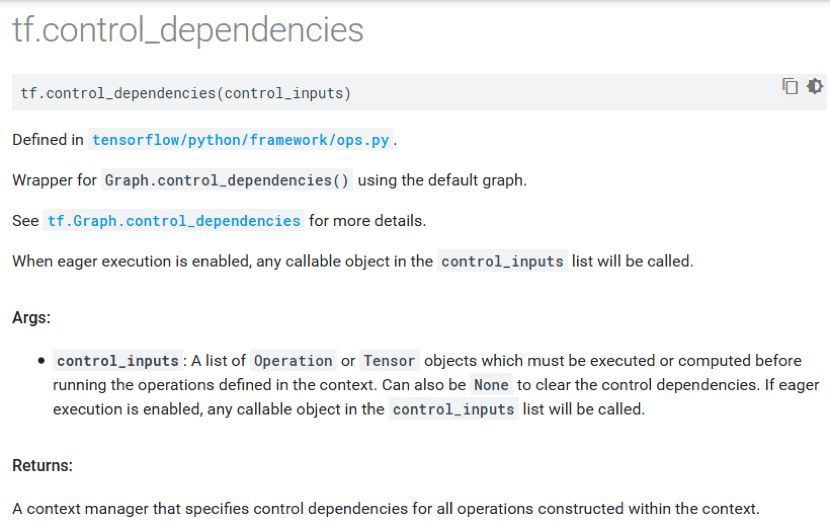 tf.control_dependencies
tf.control_dependencies(control_inputs)
Defined in tensorflow/python/framework/ops.py.
Wrapper for Graph.control_dependencies() using the default graph.
See tf.Graph.control_dependencies for more details.
When eager execution is enabled, any callable object in the control_inputs list will be called.
Args:
• control_inputs: A list of Operation or Tensor objects which must be executed or computed before
running the operations defined in the context. Can also be None to clear the control dependencies. If eager
execution is enabled, any callable object in the control_inputs list will be called.
Returns:
A context manager that specifies control dependencies for all operations constructed within the context.